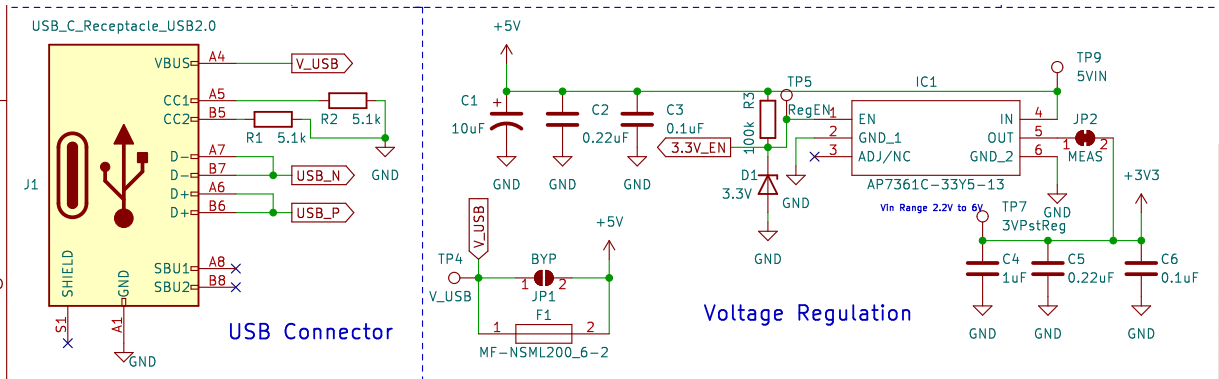 USB_C_Receptacle_USB2.0
J1
VBUS
A4
V_USB
CC1
A5
CC2
B5
R2
5.1k
R1
5.1k
GND
D-
A7
D-
B7
USB_N
D+
A6
D+
B6
USB_P
SBU1
A8
SBU2
B8
SHIELD
GND
S1
A1
GND
USB Connector
+5V
C1
10uF
+
GND
C2
0.22uF
GND
C3
0.1uF
GND
R3
100k
TP5
RegEN
3.3V_EN
D1
3.3V
GND
IC1
1
EN
2
GND_1
3
ADJ/NC
IN
4
OUT
5
GND_2
6
AP7361C-33Y5-13
Vin Range 2.2V to 6V
GND
GND
TP9
5VIN
JP2
1
2
MEAS
+3V3
TP7
3VPstReg
C4
1uF
GND
C5
0.22uF
GND
C6
0.1uF
GND
V_USB
TP4
V_USB
BYP
1
2
JP1
+5V
F1
1
2
MF-NSML200_6-2
Voltage Regulation